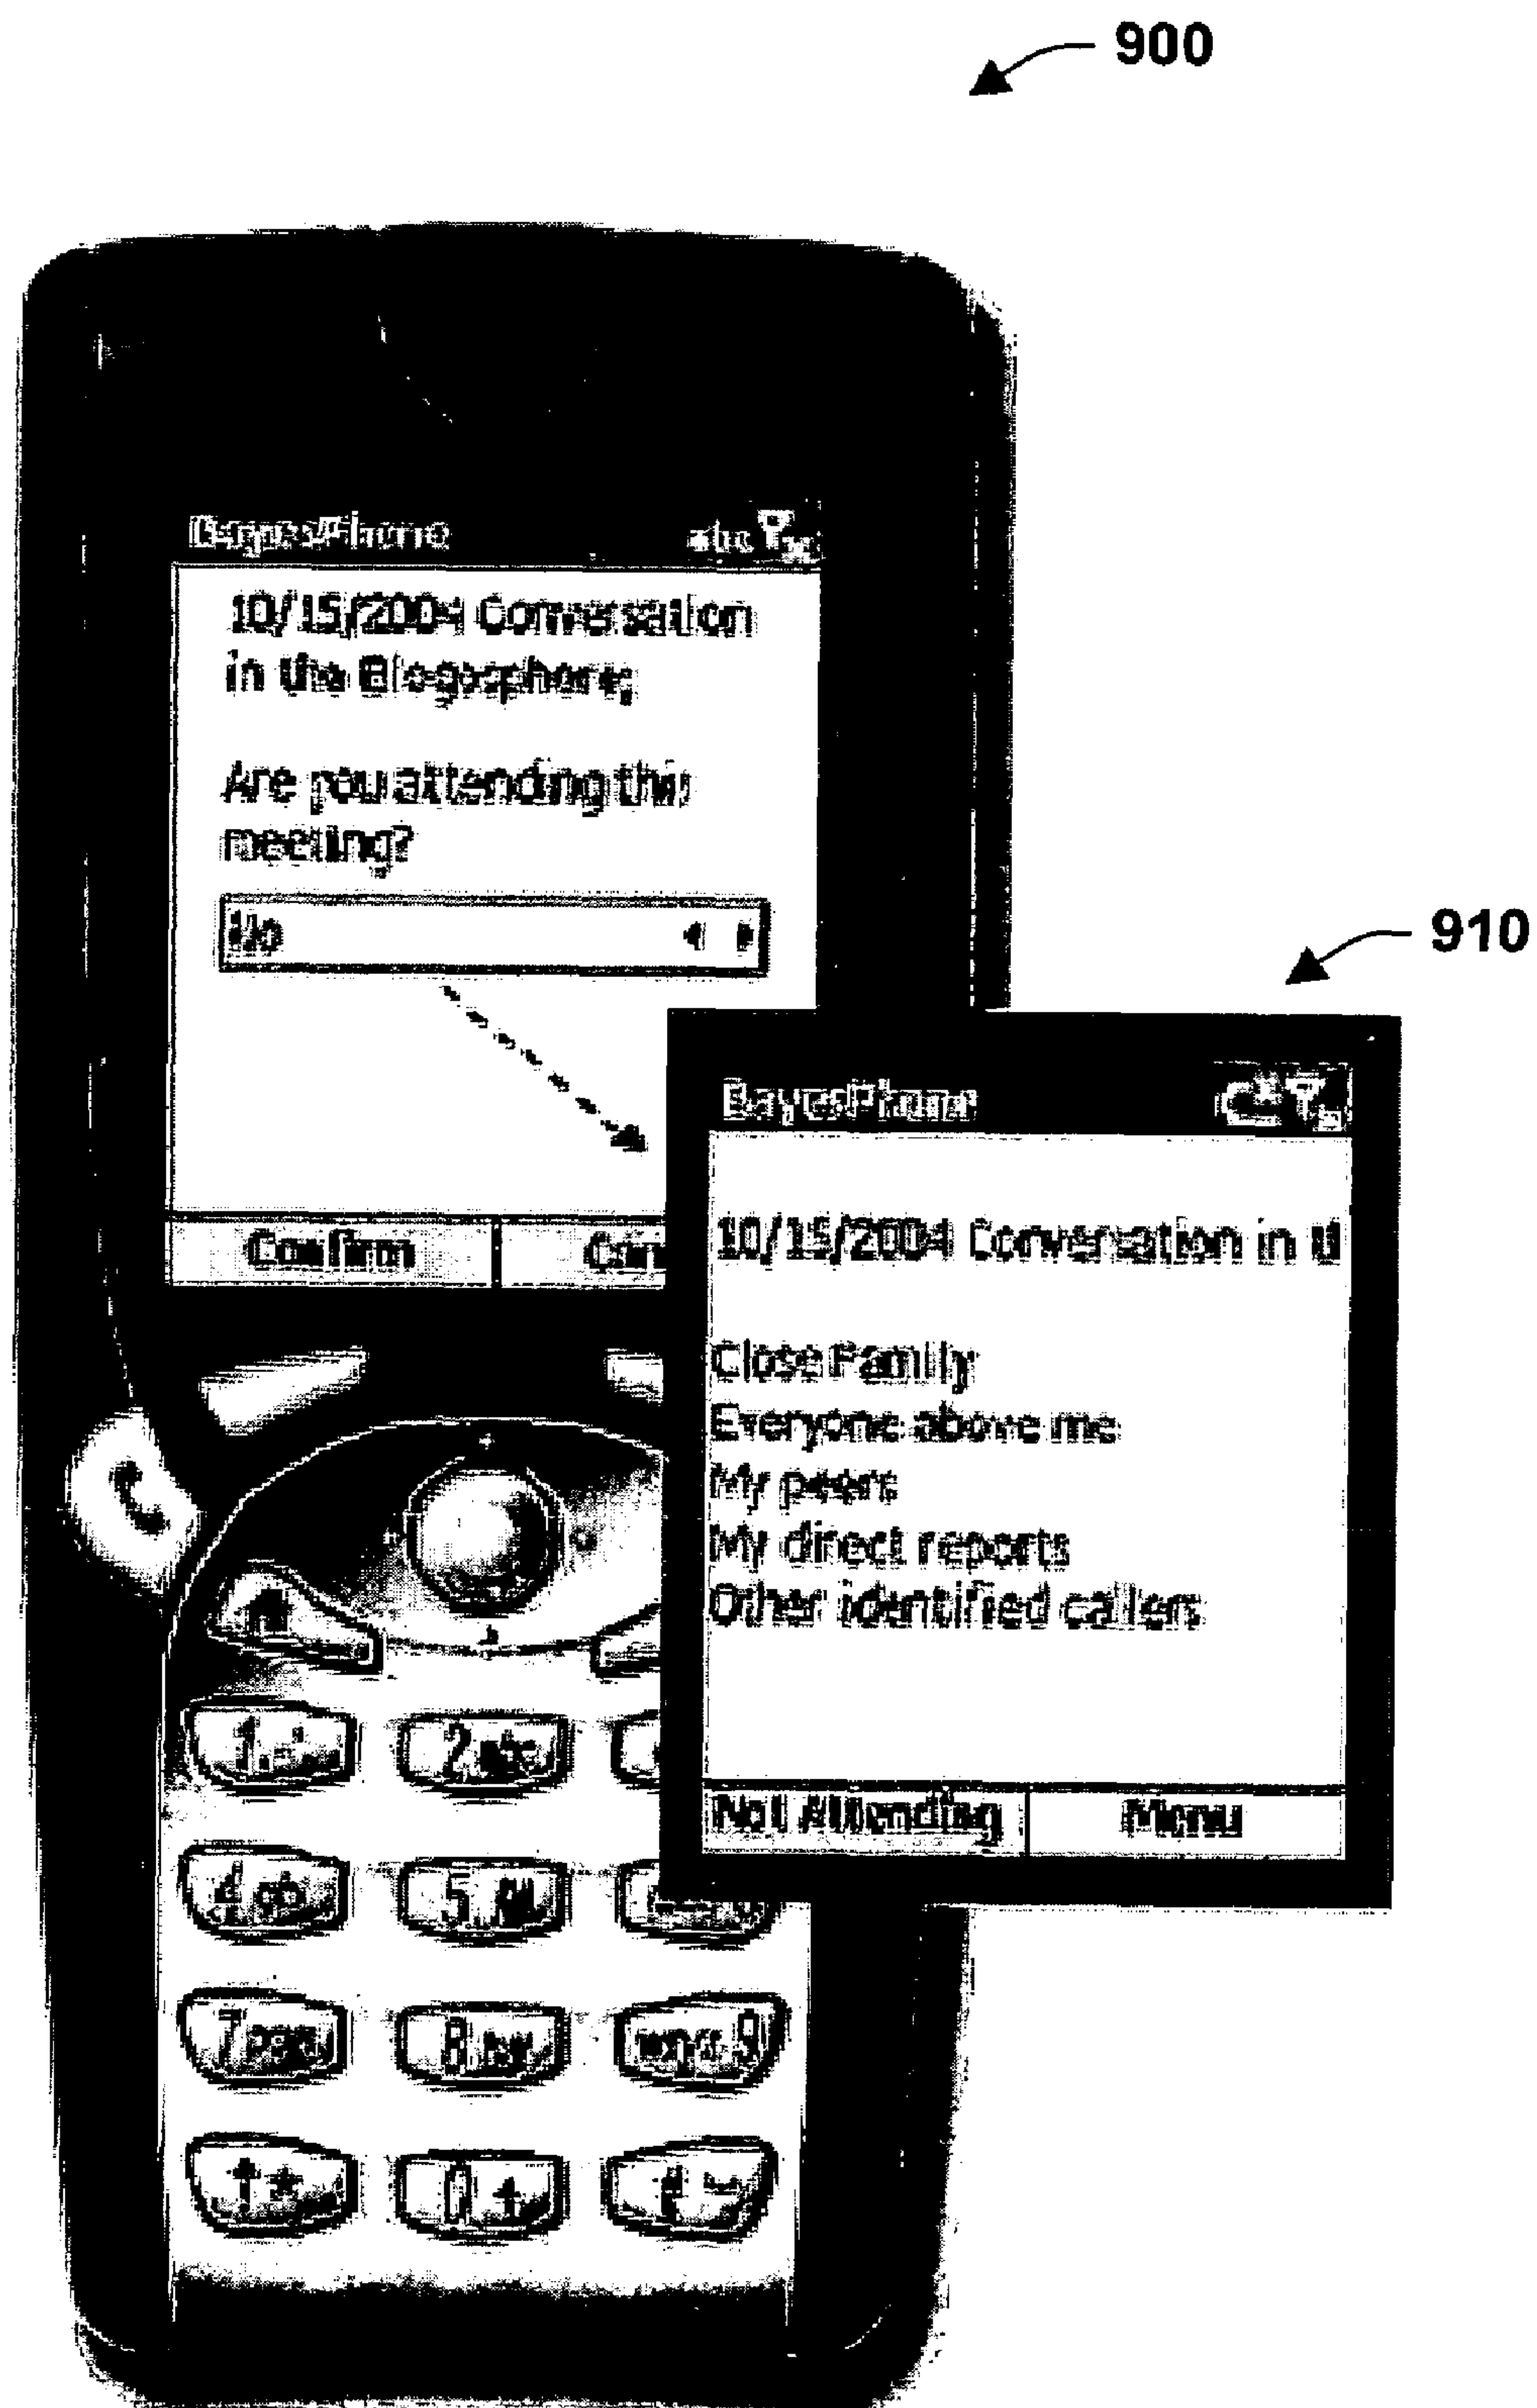 900
BayesPhone
abc
10/15/2004 Conversation
in the Blogosphere;
Are you attending this
meeting?
No
910
BayesPhone
10/15/2004 Conversation in t
Confirm
Can
Close Family
Everyone above me
My peers
My direct reports
Other identified callers
Not Attending
Menu
1
2 abc
4 ghi
5 jkl
7 pqrs
8 tuv
wxyz 9
*
0 +
#